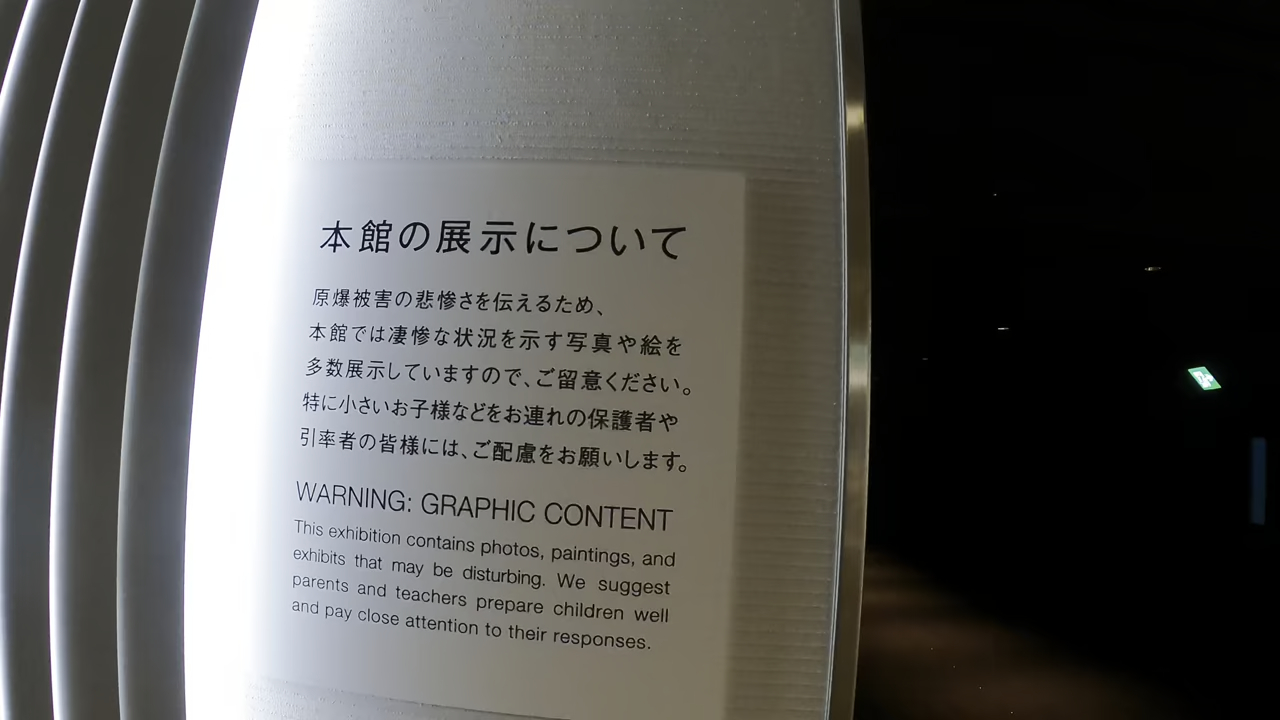 本館の展示について
原爆被害の悲惨さを伝えるため、
本館では凄惨な状況を示す写真や絵を
多数展示していますので、ご留意ください。
特に小さいお子様などをお連れの保護者や
引率者の皆様には、ご配慮をお願いします。
WARNING: GRAPHIC CONTENT
This exhibition contains photos, paintings, and
exhibits that may be disturbing. We suggest
parents and teachers prepare children well
and pay close attention to their responses.